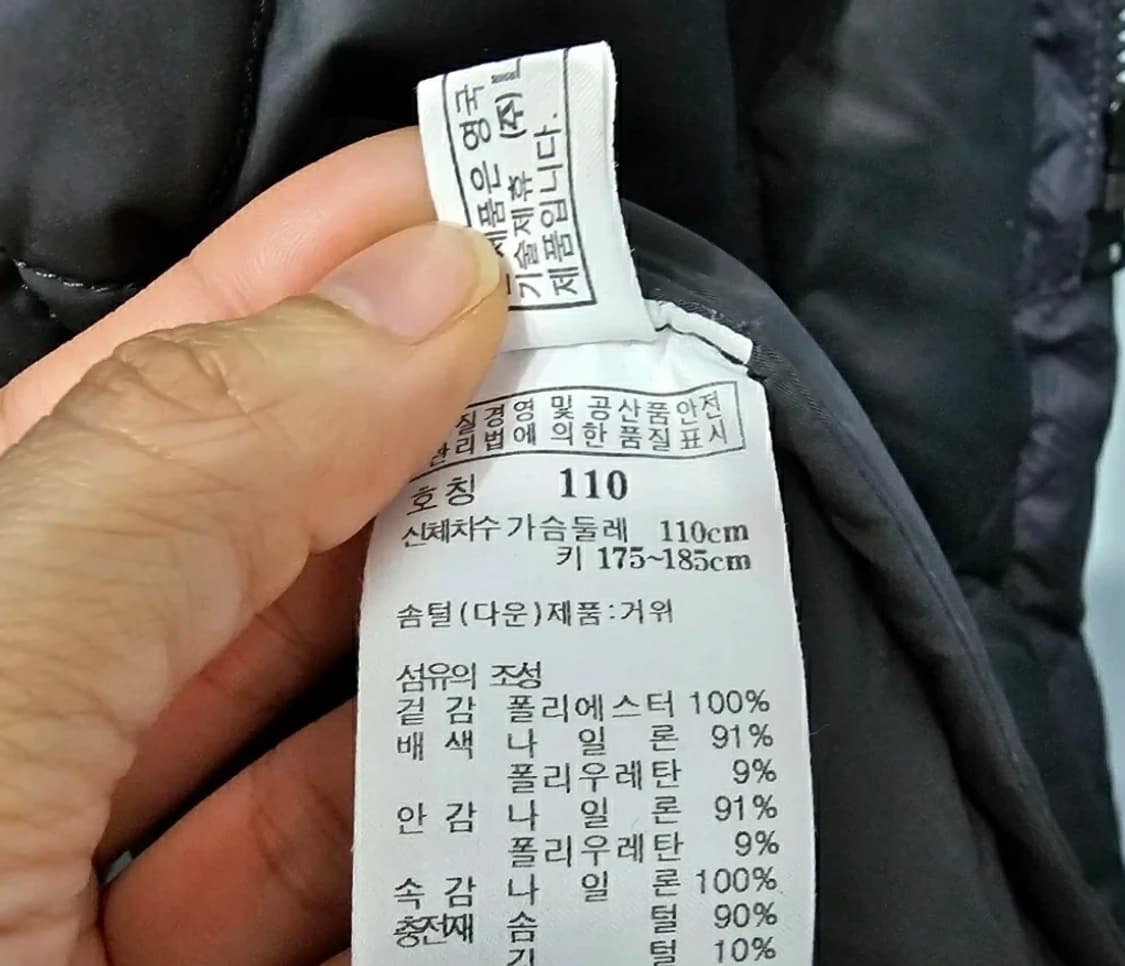 제품은 영국
(주)
기술제휴
제품입니다.
질경영 및 공산품안전
관리법에 의한 품질표시
호칭 110
신체차수 가슴둘레 110cm
키 175~185cm
솜털(다운)제품:거위
섬유의 조성
겉 감 폴리에스터 100%
배 색 나 일 론 91%
폴리우레탄 9%
안 감 나 일 론 91%
폴리우레탄 9%
속 감 나 일 론 100%
충전재 솜 털 90%
털 10%